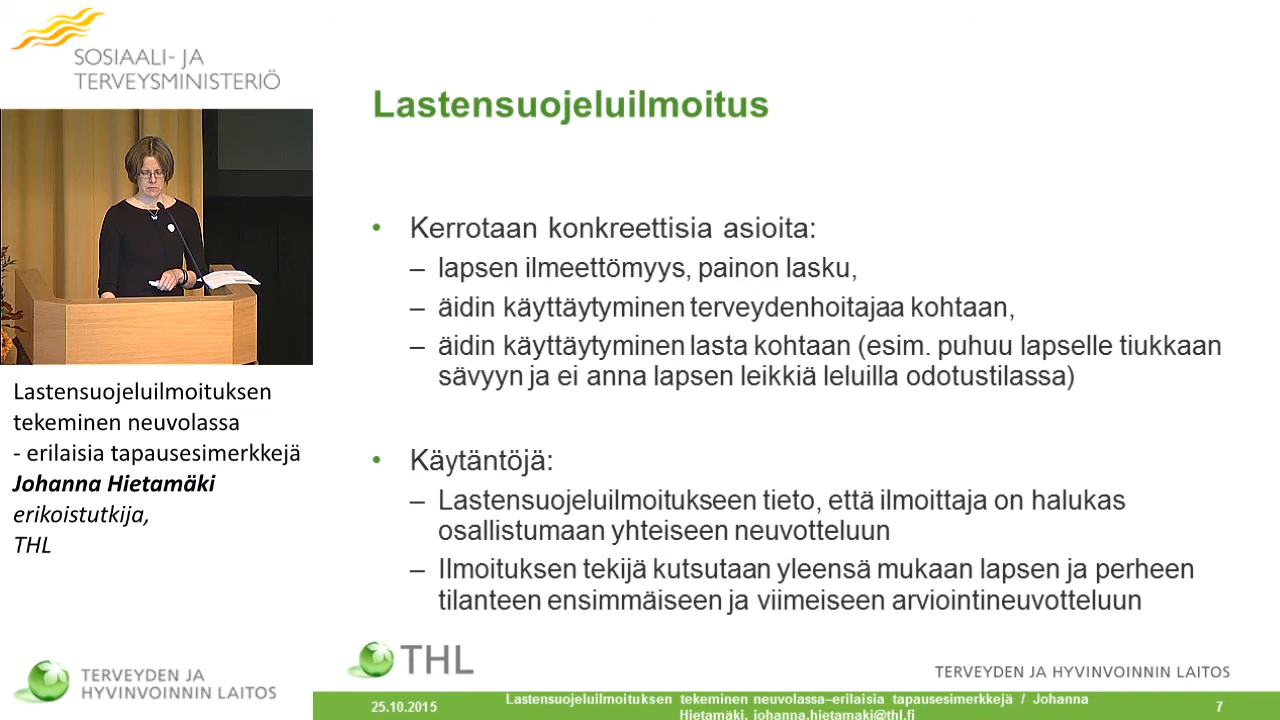 SOSIAALI- JA
TERVEYSMINISTERIÖ
Lastensuojeluilmoituksen
tekeminen neuvolassa
- erilaisia tapausesimerkkejä
Johanna Hietamäki
erikoistutkija,
THL
TERVEYDEN JA
HYVINVOINNIN LAITOS
Lastensuojeluilmoitus
• Kerrotaan konkreettisia asioita:
– lapsen ilmeettömyys, painon lasku,
– äidin käyttäytyminen terveydenhoitajaa kohtaan,
– äidin käyttäytyminen lasta kohtaan (esim. puhuu lapselle tiukkaan
sävyyn ja ei anna lapsen leikkiä leluilla odotustilassa)
• Käytäntöjä:
– Lastensuojeluilmoitukseen tieto, että ilmoittaja on halukas
osallistumaan yhteiseen neuvotteluun
– Ilmoituksen tekijä kutsutaan yleensä mukaan lapsen ja perheen
tilanteen ensimmäiseen ja viimeiseen arviointineuvotteluun
THL
TERVEYDEN JA HYVINVOINNIN LAITOS
25.10.2015
Lastensuojeluilmoituksen tekeminen neuvolassa–erilaisia tapausesimerkkejä / Johanna
Hietamäki, johanna.hietamaki@thl.fi
7